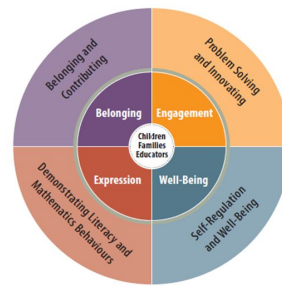 Belonging and
Contributing
Problem Solving
and Innovating
Belonging
Engagement
Children
Families
Educators
Expression
Well-Being
Demonstrating Literacy and
Mathematics Behaviours
Self-Regulation
and Well-Being